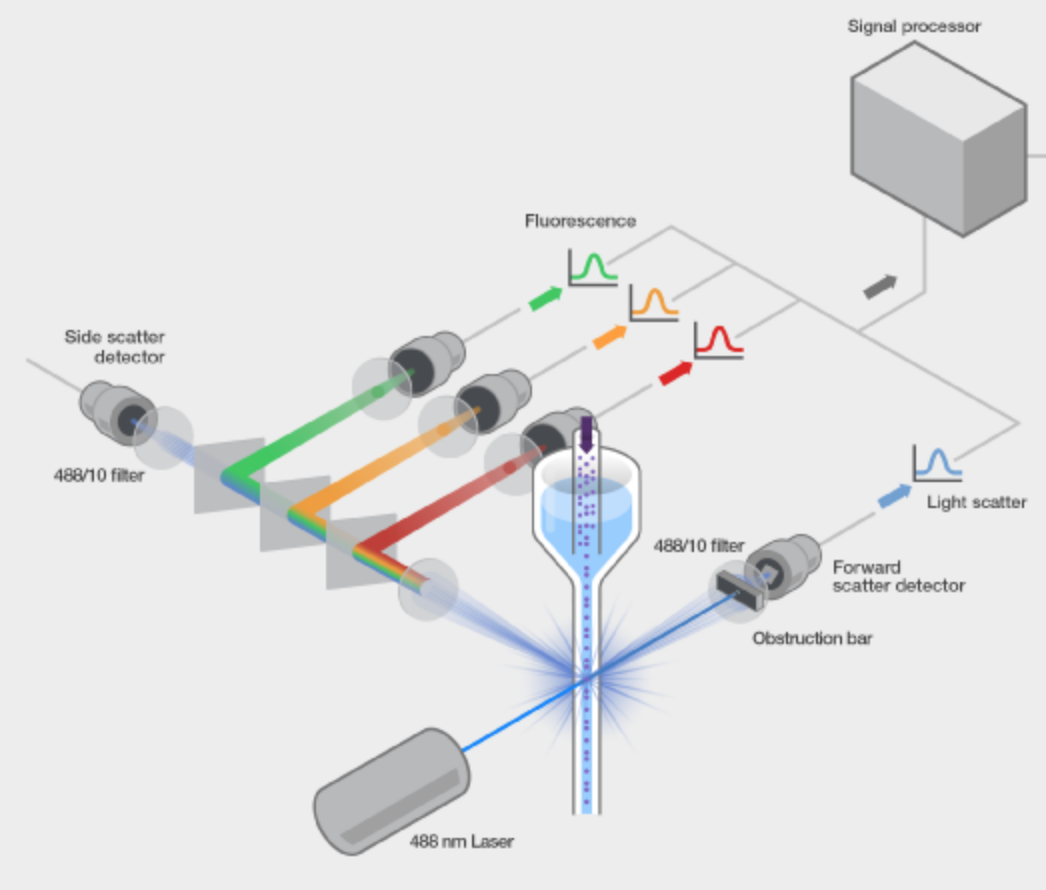 Signal processor
Fluorescence
Side scatter
detector
488/10 filter
Light scatter
488/10 filter
Forward
scatter detector
Obstruction bar
488 nm Laser